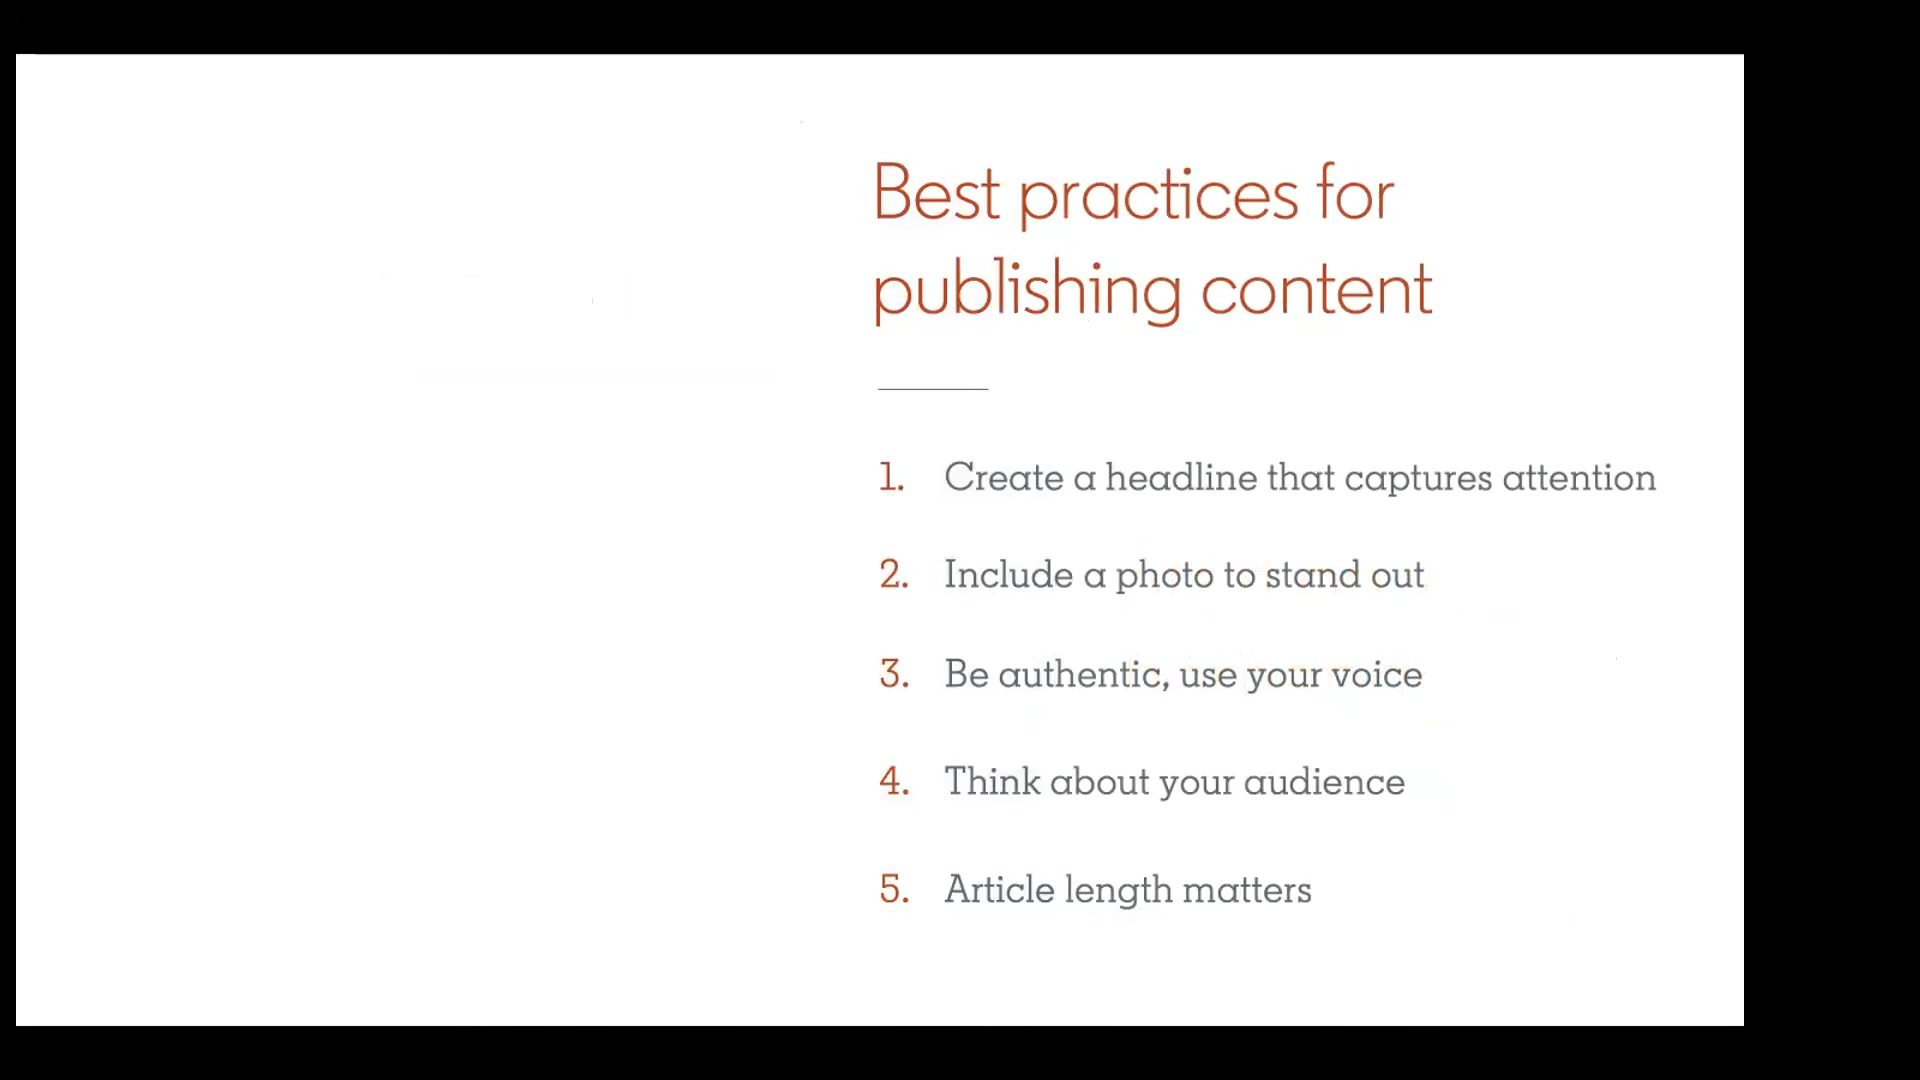 Best practices for
publishing content
1. Create a headline that captures attention
2. Include a photo to stand out
3. Be authentic, use your voice
4. Think about your audience
5. Article length matters